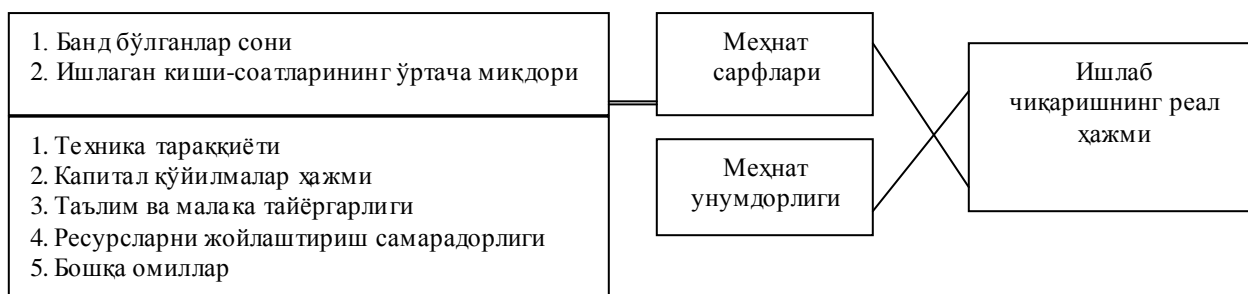 1. Банд бўлганлар сони
2. Ишлаган киши-соатларининг ўртача миқдори
1. Техника тараққиёти
2. Капитал қўйилмалар ҳажми
3. Таълим ва малака тайёргарлиги
4. Ресурсларни жойлаштириш самарадорлиги
5. Бошқа омиллар
Меҳнат
сарфлари
Меҳнат
унумдорлиги
Ишлаб
чиқаришнинг реал
ҳажми